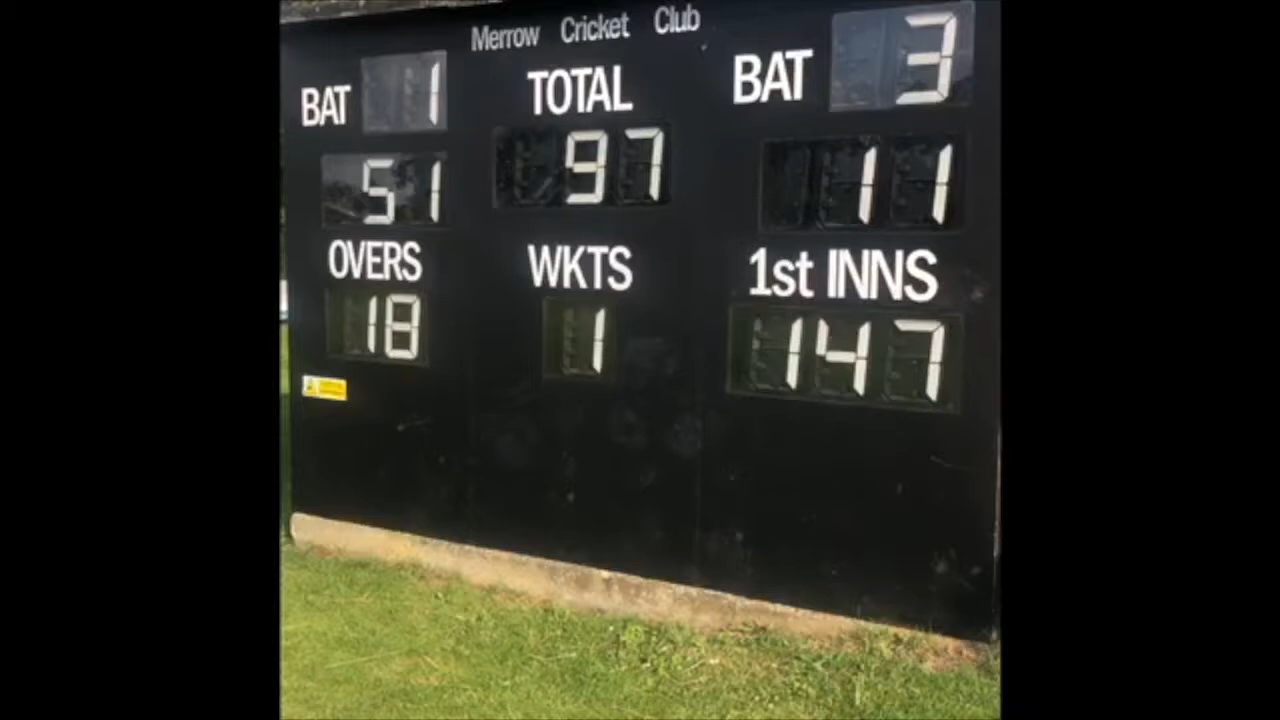 Merrow Cricket Club
BAT 1 TOTAL BAT 3
51 97 11
OVERS WKTS 1st INNS
18 1 147